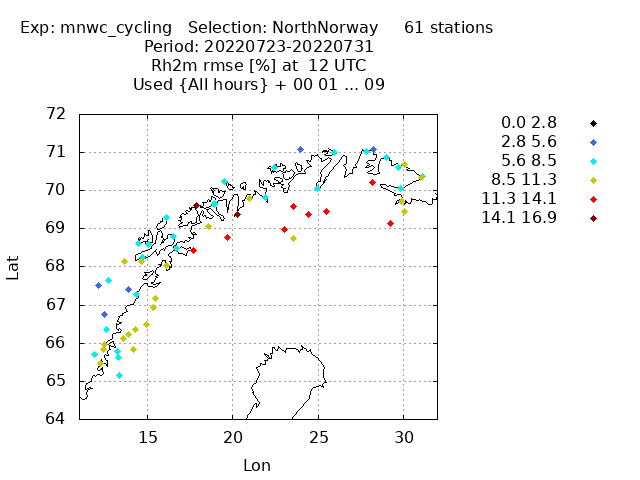 Exp: mnwc_cycling   Selection: NorthNorway     61 stations
Period: 20220723-20220731
Rh2m rmse [%] at  12 UTC
Used {All hours} + 00 01 ... 09
72
71
70
69
68
67
66
65
64
Lat
15 20 25 30
Lon
0.0 2.8
2.8 5.6
5.6 8.5
8.5 11.3
11.3 14.1
14.1 16.9